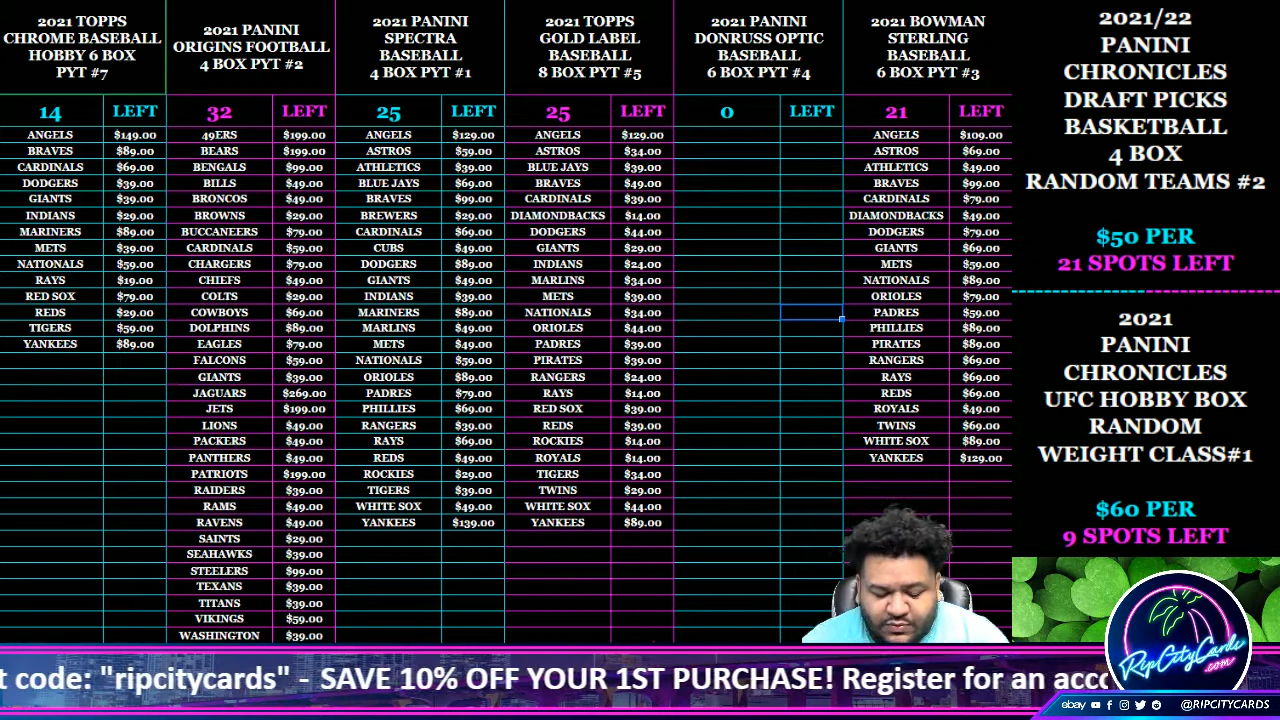 2021 TOPPS
CHROME BASEBALL
HOBBY 6 BOX
PYT #7
14 LEFT
ANGELS $149.00
BRAVES $89.00
CARDINALS $69.00
DODGERS $39.00
GIANTS $39.00
INDIANS $29.00
MARINERS $89.00
METS $39.00
NATIONALS $59.00
RAYS $19.00
RED SOX $79.00
REDS $29.00
TIGERS $59.00
YANKEES $89.00
2021 PANINI
ORIGINS FOOTBALL
4 BOX PYT #2
32 LEFT
49ERS $199.00
BEARS $199.00
BENGALS $99.00
BILLS $49.00
BRONCOS $49.00
BROWNS $29.00
BUCCANEERS $79.00
CARDINALS $59.00
CHARGERS $79.00
CHIEFS $49.00
COLTS $29.00
COWBOYS $69.00
DOLPHINS $89.00
EAGLES $79.00
FALCONS $59.00
GIANTS $39.00
JAGUARS $269.00
JETS $199.00
LIONS $49.00
PACKERS $49.00
PANTHERS $49.00
PATRIOTS $199.00
RAIDERS $39.00
RAMS $49.00
RAVENS $49.00
SAINTS $29.00
SEAHAWKS $39.00
STEELERS $99.00
TEXANS $39.00
TITANS $39.00
VIKINGS $59.00
WASHINGTON $39.00
2021 PANINI
SPECTRA
BASEBALL
4 BOX PYT #1
25 LEFT
ANGELS $129.00
ASTROS $59.00
ATHLETICS $49.00
BLUE JAYS $69.00
BRAVES $99.00
BREWERS $29.00
CARDINALS $69.00
CUBS $49.00
DODGERS $89.00
GIANTS $49.00
INDIANS $39.00
MARINERS $89.00
MARLINS $49.00
METS $49.00
NATIONALS $59.00
ORIOLES $89.00
PADRES $79.00
PHILLIES $69.00
RANGERS $39.00
RAYS $69.00
REDS $49.00
ROCKIES $29.00
TIGERS $39.00
WHITE SOX $49.00
YANKEES $139.00
2021 TOPPS
GOLD LABEL
BASEBALL
8 BOX PYT #5
25 LEFT
ANGELS $129.00
ASTROS $34.00
BLUE JAYS $39.00
BRAVES $49.00
CARDINALS $39.00
DIAMONDBACKS $14.00
DODGERS $44.00
GIANTS $29.00
INDIANS $24.00
MARLINS $34.00
METS $39.00
NATIONALS $34.00
ORIOLES $44.00
PADRES $39.00
PIRATES $39.00
RANGERS $24.00
RAYS $14.00
RED SOX $39.00
REDS $39.00
ROCKIES $14.00
ROYALS $14.00
TIGERS $34.00
TWINS $29.00
WHITE SOX $44.00
YANKEES $89.00
2021 PANINI
DONRUSS OPTIC
BASEBALL
6 BOX PYT #4
0 LEFT
2021 BOWMAN
STERLING
BASEBALL
6 BOX PYT #3
21 LEFT
ANGELS $109.00
ASTROS $69.00
ATHLETICS $49.00
BRAVES $99.00
CARDINALS $79.00
DIAMONDBACKS $49.00
DODGERS $79.00
GIANTS $69.00
METS $59.00
NATIONALS $89.00
ORIOLES $79.00
PADRES $59.00
PHILLIES $89.00
PIRATES $89.00
RANGERS $69.00
RAYS $69.00
REDS $69.00
ROYALS $49.00
TWINS $69.00
WHITE SOX $89.00
YANKEES $129.00
2021/22
PANINI
CHRONICLES
DRAFT PICKS
BASKETBALL
4 BOX
RANDOM TEAMS #2
$50 PER
21 SPOTS LEFT
2021
PANINI
CHRONICLES
UFC HOBBY BOX
RANDOM
WEIGHT CLASS#1
$60 PER
9 SPOTS LEFT
RipCityCards
.com
t code: "ripcitycards" - SAVE 10% OFF YOUR 1ST PURCHASE! Register for an acco
ebay @RIPCITYCARDS